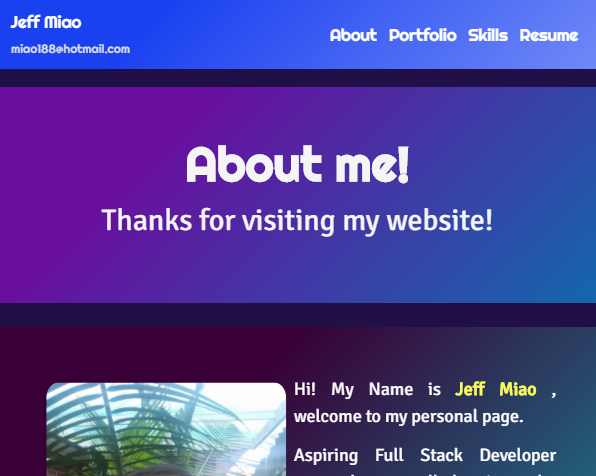 Jeff Miao
miao188@hotmail.com
About Portfolio Skills Resume
About me!
Thanks for visiting my website!
Hi! My Name is Jeff Miao ,
welcome to my personal page.
Aspiring Full Stack Developer